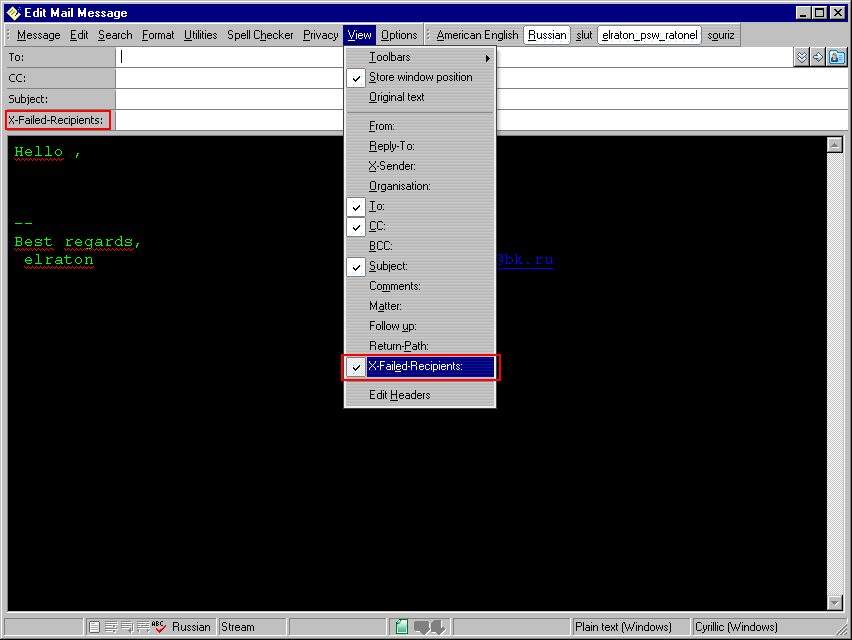 Edit Mail Message
Message Edit Search Format Utilities Spell Checker Privacy View Options American English Russian slut elraton_psw_ratonel souriz
To:
CC:
Subject:
X-Failed-Recipients:
Toolbars
Store window position
Original text
From:
Reply-To:
X-Sender:
Organisation:
To:
CC:
BCC:
Subject:
Comments:
Matter:
Follow up:
Return-Path:
X-Failed-Recipients:
Edit Headers
Hello ,
--
Best regards,
elraton @bk.ru
ABC Russian Stream Plain text (Windows) Cyrillic (Windows)